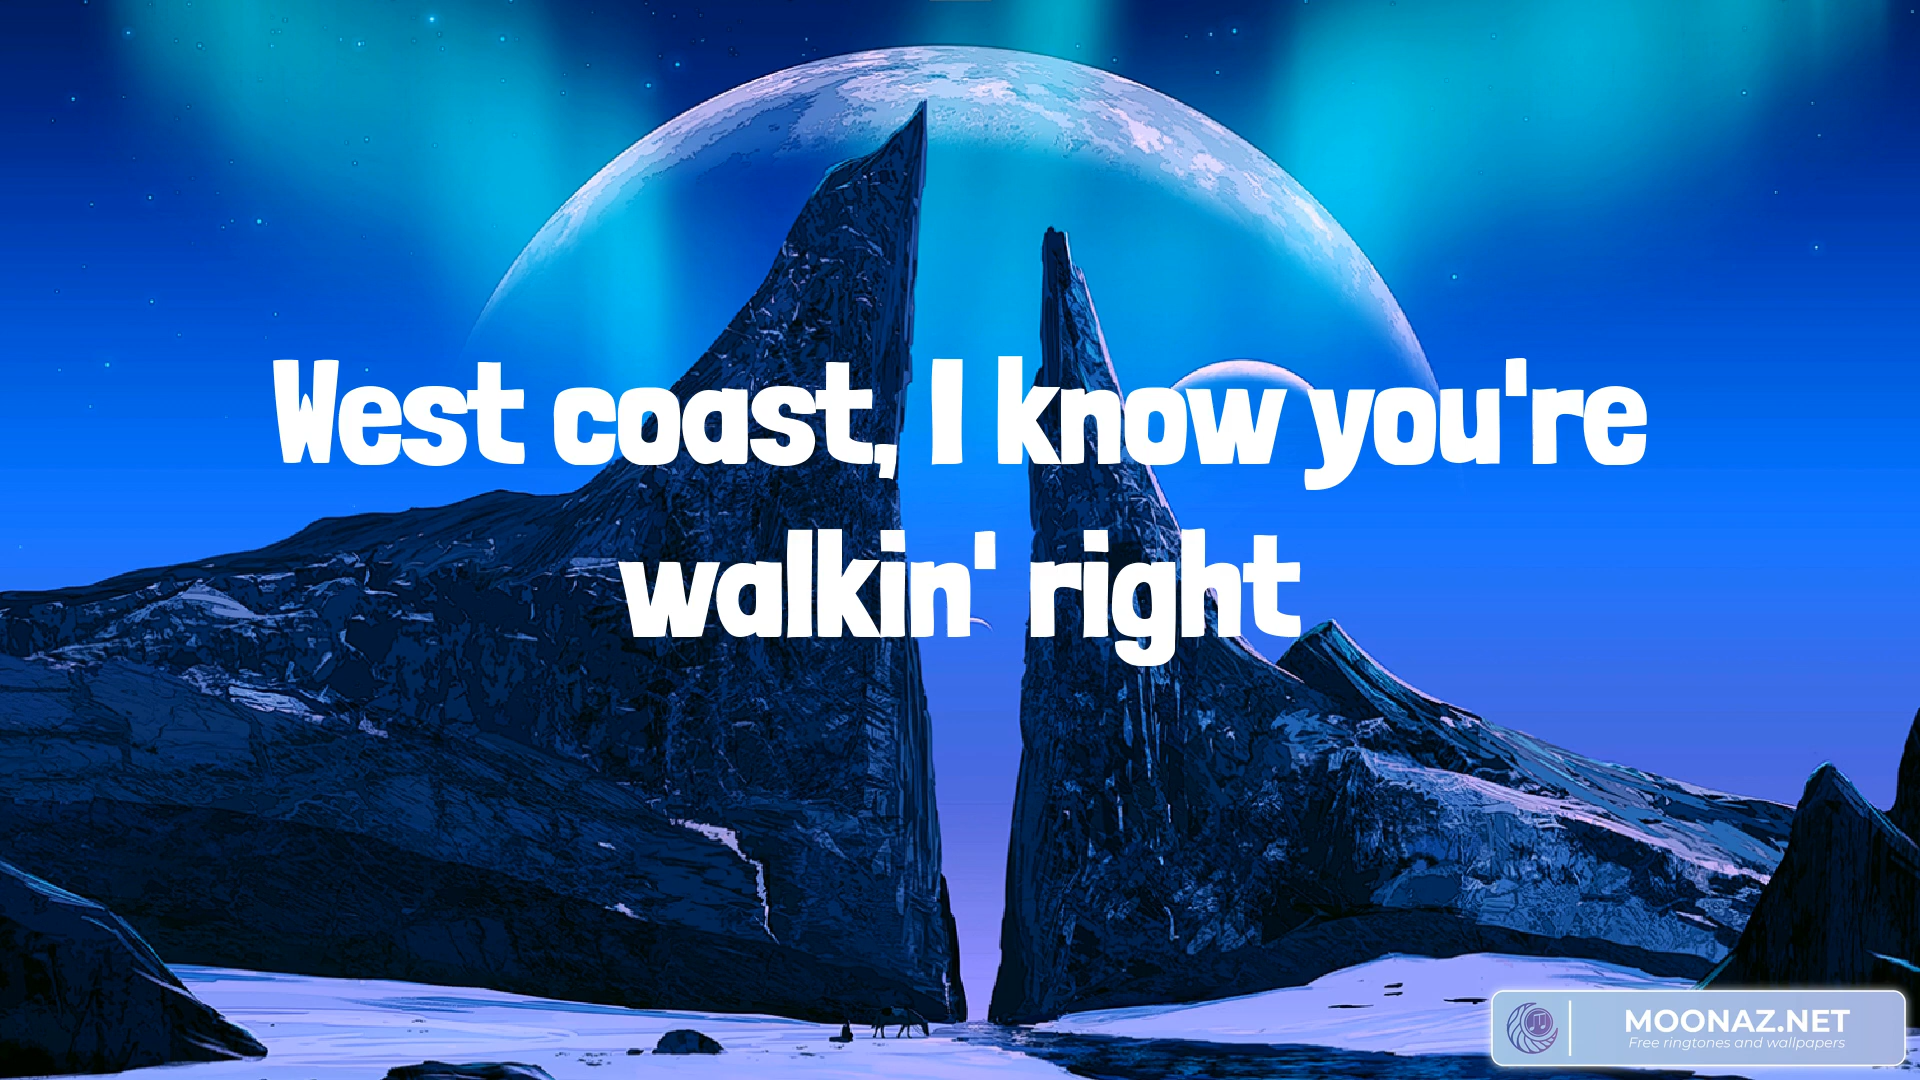 West coast, I know you're
walkin' right
MOONAZ.NET
Free ringtones and wallpapers